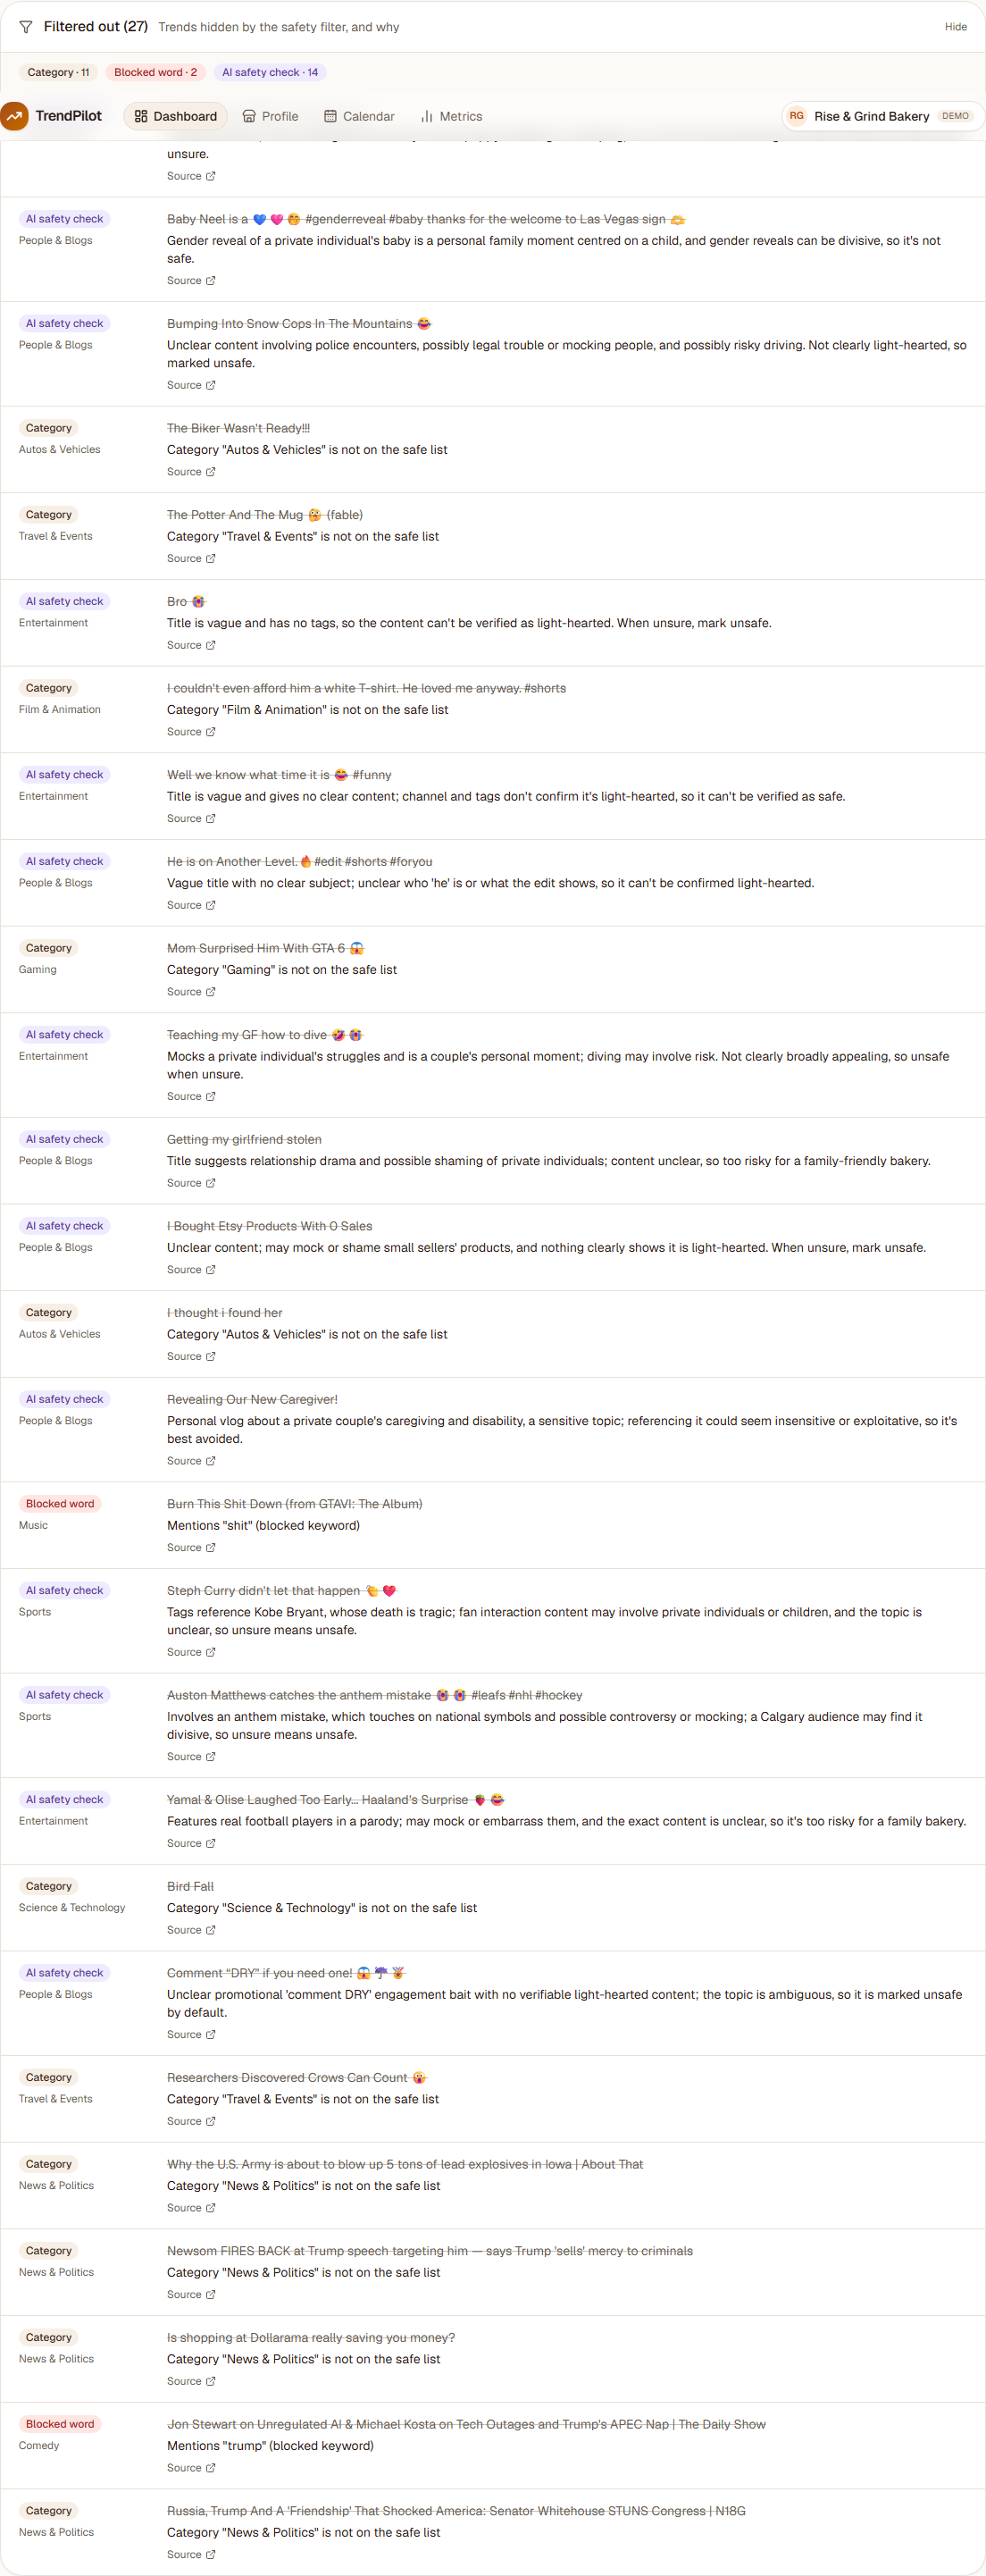 Filtered out (27) Trends hidden by the safety filter, and why Hide
Category · 11 Blocked word · 2 AI safety check · 14
TrendPilot Dashboard Profile Calendar Metrics RG Rise & Grind Bakery DEMO
unsure.
Source
AI safety check
People & Blogs
Baby Neel is a 💙 💗 🤭 #genderreveal #baby thanks for the welcome to Las Vegas sign 🫶
Gender reveal of a private individual's baby is a personal family moment centred on a child, and gender reveals can be divisive, so it's not
safe.
Source
AI safety check
People & Blogs
Bumping Into Snow Cops In The Mountains 😂
Unclear content involving police encounters, possibly legal trouble or mocking people, and possibly risky driving. Not clearly light-hearted, so
marked unsafe.
Source
Category
Autos & Vehicles
The Biker Wasn't Ready!!!
Category "Autos & Vehicles" is not on the safe list
Source
Category
Travel & Events
The Potter And The Mug 🤔 (fable)
Category "Travel & Events" is not on the safe list
Source
AI safety check
Entertainment
Bro 😭
Title is vague and has no tags, so the content can't be verified as light-hearted. When unsure, mark unsafe.
Source
Category
Film & Animation
I couldn't even afford him a white T-shirt. He loved me anyway. #shorts
Category "Film & Animation" is not on the safe list
Source
AI safety check
Entertainment
Well we know what time it is 😂 #funny
Title is vague and gives no clear content; channel and tags don't confirm it's light-hearted, so it can't be verified as safe.
Source
AI safety check
People & Blogs
He is on Another Level.🔥#edit #shorts #foryou
Vague title with no clear subject; unclear who 'he' is or what the edit shows, so it can't be confirmed light-hearted.
Source
Category
Gaming
Mom Surprised Him With GTA 6 😱
Category "Gaming" is not on the safe list
Source
AI safety check
Entertainment
Teaching my GF how to dive 🤣 😭
Mocks a private individual's struggles and is a couple's personal moment; diving may involve risk. Not clearly broadly appealing, so unsafe
when unsure.
Source
AI safety check
People & Blogs
Getting my girlfriend stolen
Title suggests relationship drama and possible shaming of private individuals; content unclear, so too risky for a family-friendly bakery.
Source
AI safety check
People & Blogs
I Bought Etsy Products With 0 Sales
Unclear content; may mock or shame small sellers' products, and nothing clearly shows it is light-hearted. When unsure, mark unsafe.
Source
Category
Autos & Vehicles
I thought i found her
Category "Autos & Vehicles" is not on the safe list
Source
AI safety check
People & Blogs
Revealing Our New Caregiver!
Personal vlog about a private couple's caregiving and disability, a sensitive topic; referencing it could seem insensitive or exploitative, so it's
best avoided.
Source
Blocked word
Music
Burn This Shit Down (from GTAVI: The Album)
Mentions "shit" (blocked keyword)
Source
AI safety check
Sports
Steph Curry didn't let that happen 👏 ❤️
Tags reference Kobe Bryant, whose death is tragic; fan interaction content may involve private individuals or children, and the topic is
unclear, so unsure means unsafe.
Source
AI safety check
Sports
Auston Matthews catches the anthem mistake 😭 😭 #leafs #nhl #hockey
Involves an anthem mistake, which touches on national symbols and possible controversy or mocking; a Calgary audience may find it
divisive, so unsure means unsafe.
Source
AI safety check
Entertainment
Yamal & Olise Laughed Too Early... Haaland's Surprise 🍓 😂
Features real football players in a parody; may mock or embarrass them, and the exact content is unclear, so it's too risky for a family bakery.
Source
Category
Science & Technology
Bird Fall
Category "Science & Technology" is not on the safe list
Source
AI safety check
People & Blogs
Comment "DRY" if you need one! 😱 ☔
Unclear promotional 'comment DRY' engagement bait with no verifiable light-hearted content; the topic is ambiguous, so it is marked unsafe
by default.
Source
Category
Travel & Events
Researchers Discovered Crows Can Count 😮
Category "Travel & Events" is not on the safe list
Source
Category
News & Politics
Why the U.S. Army is about to blow up 5 tons of lead explosives in Iowa | About That
Category "News & Politics" is not on the safe list
Source
Category
News & Politics
Newsom FIRES BACK at Trump speech targeting him — says Trump 'sells' mercy to criminals
Category "News & Politics" is not on the safe list
Source
Category
News & Politics
Is shopping at Dollarama really saving you money?
Category "News & Politics" is not on the safe list
Source
Blocked word
Comedy
Jon Stewart on Unregulated AI & Michael Kosta on Tech Outages and Trump's APEC Nap | The Daily Show
Mentions "trump" (blocked keyword)
Source
Category
News & Politics
Russia, Trump And A 'Friendship' That Shocked America: Senator Whitehouse STUNS Congress | N18G
Category "News & Politics" is not on the safe list
Source